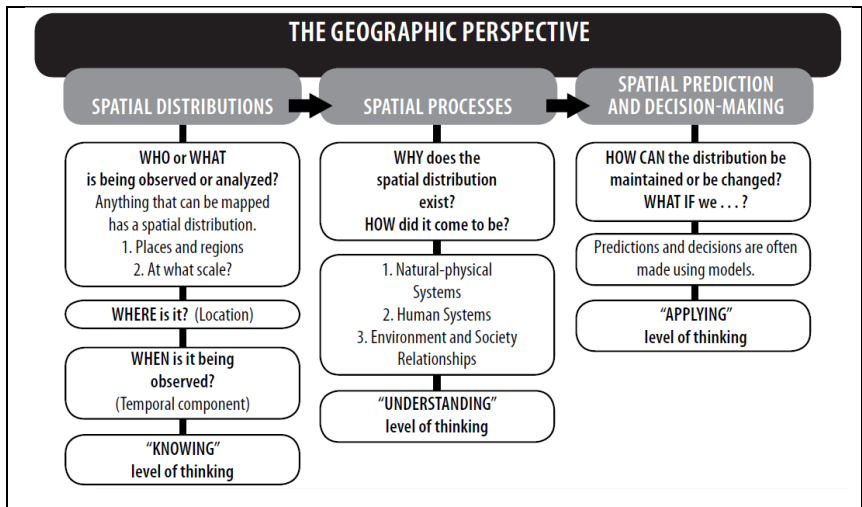 THE GEOGRAPHIC PERSPECTIVE
SPATIAL DISTRIBUTIONS
WHO or WHAT
is being observed or analyzed?
Anything that can be mapped
has a spatial distribution.
1. Places and regions
2. At what scale?
WHERE is it? (Location)
WHEN is it being
observed?
(Temporal component)
“KNOWING”
level of thinking
SPATIAL PROCESSES
WHY does the
spatial distribution
exist?
HOW did it come to be?
1. Natural-physical
Systems
2. Human Systems
3. Environment and Society
Relationships
“UNDERSTANDING”
level of thinking
SPATIAL PREDICTION
AND DECISION-MAKING
HOW CAN the distribution be
maintained or be changed?
WHAT IF we . . . ?
Predictions and decisions are often
made using models.
“APPLYING”
level of thinking